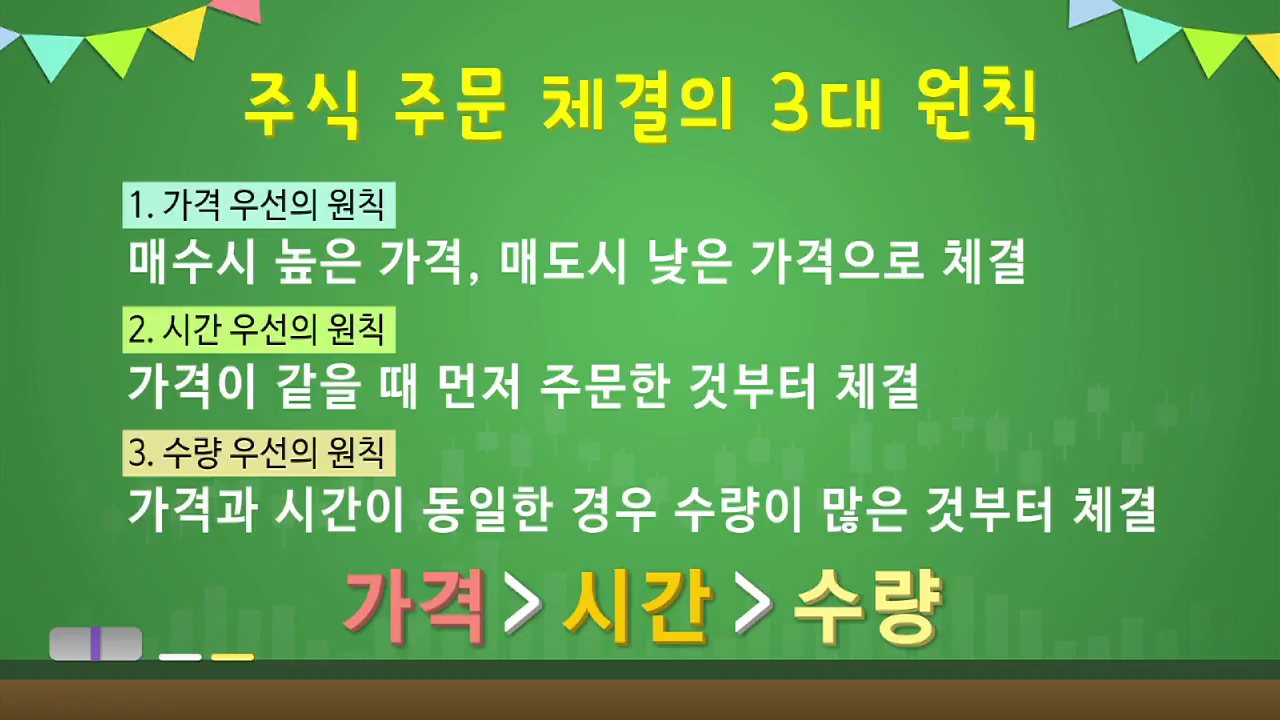 주식 주문 체결의 3대 원칙
1. 가격 우선의 원칙
매수시 높은 가격, 매도시 낮은 가격으로 체결
2. 시간 우선의 원칙
가격이 같을 때 먼저 주문한 것부터 체결
3. 수량 우선의 원칙
가격과 시간이 동일한 경우 수량이 많은 것부터 체결
가격 > 시간 > 수량